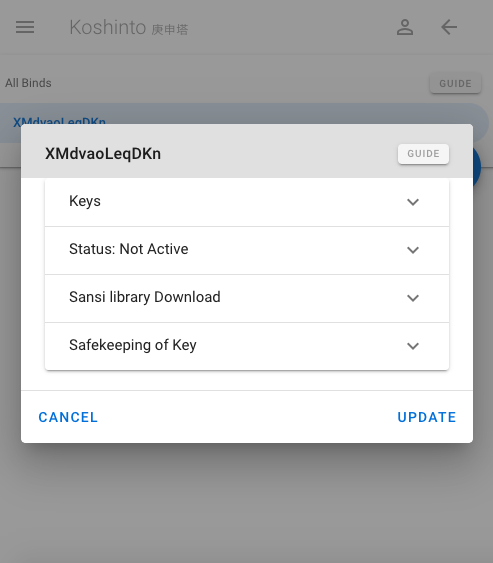 Koshinto 庚申塔
All Binds
GUIDE
XMdvaoLeqDKn
XMdvaoLeqDKn
GUIDE
Keys
Status: Not Active
Sansi library Download
Safekeeping of Key
CANCEL
UPDATE